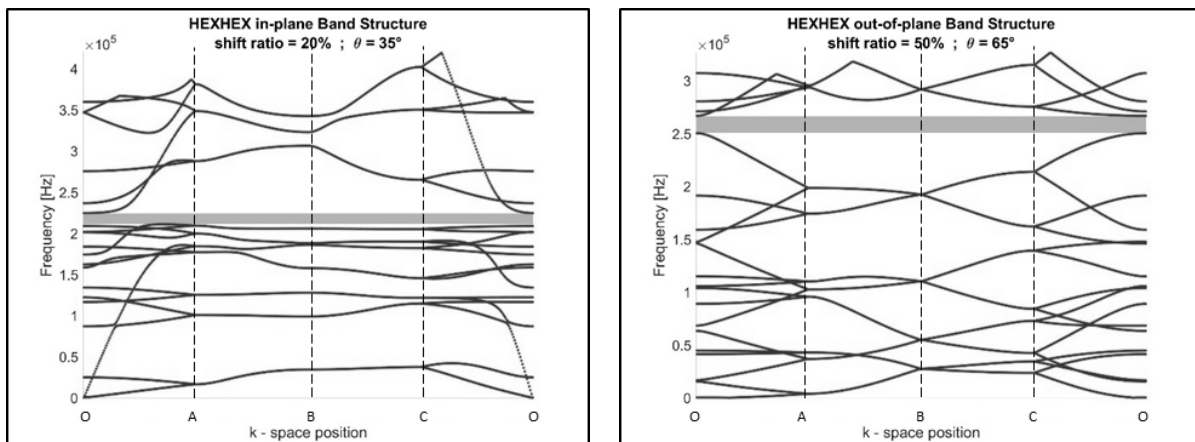 HEXHEX in-plane Band Structure
shift ratio = 20% ; θ = 35°
×10⁵
4
3.5
3
2.5
2
1.5
1
0.5
0
Frequency [Hz]
O A B C O
k - space position
HEXHEX out-of-plane Band Structure
shift ratio = 50% ; θ = 65°
×10⁵
3
2.5
2
1.5
1
0.5
0
Frequency [Hz]
O A B C O
k - space position